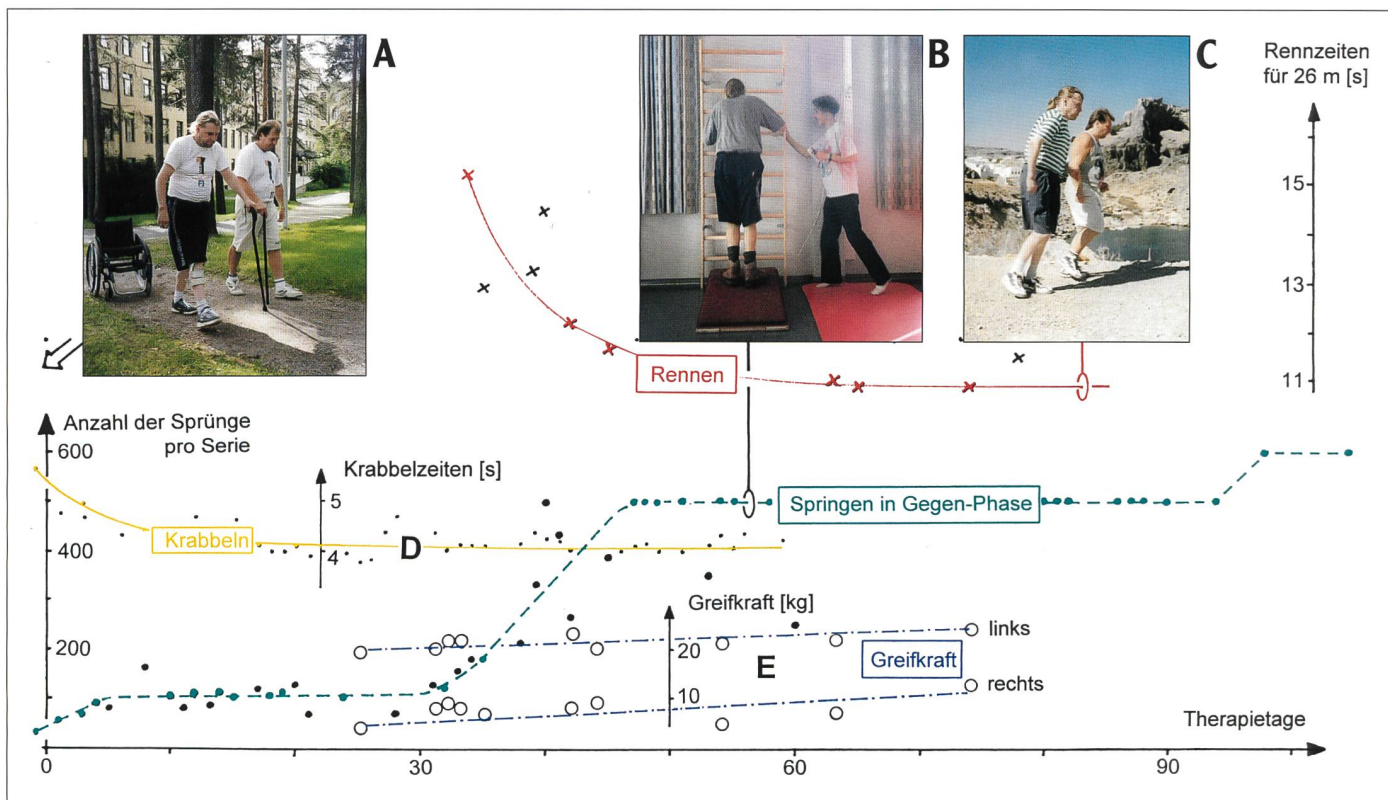 A
B
C
Rennzeiten
für 26 m [s]
15
13
11
Rennen
Anzahl der Sprünge
pro Serie
600
400
200
Krabbelzeiten [s]
5
4
Krabbeln
D
Springen in Gegen-Phase
Greifkraft [kg]
20
10
E
links
Greifkraft
rechts
Therapietage
0
30
60
90